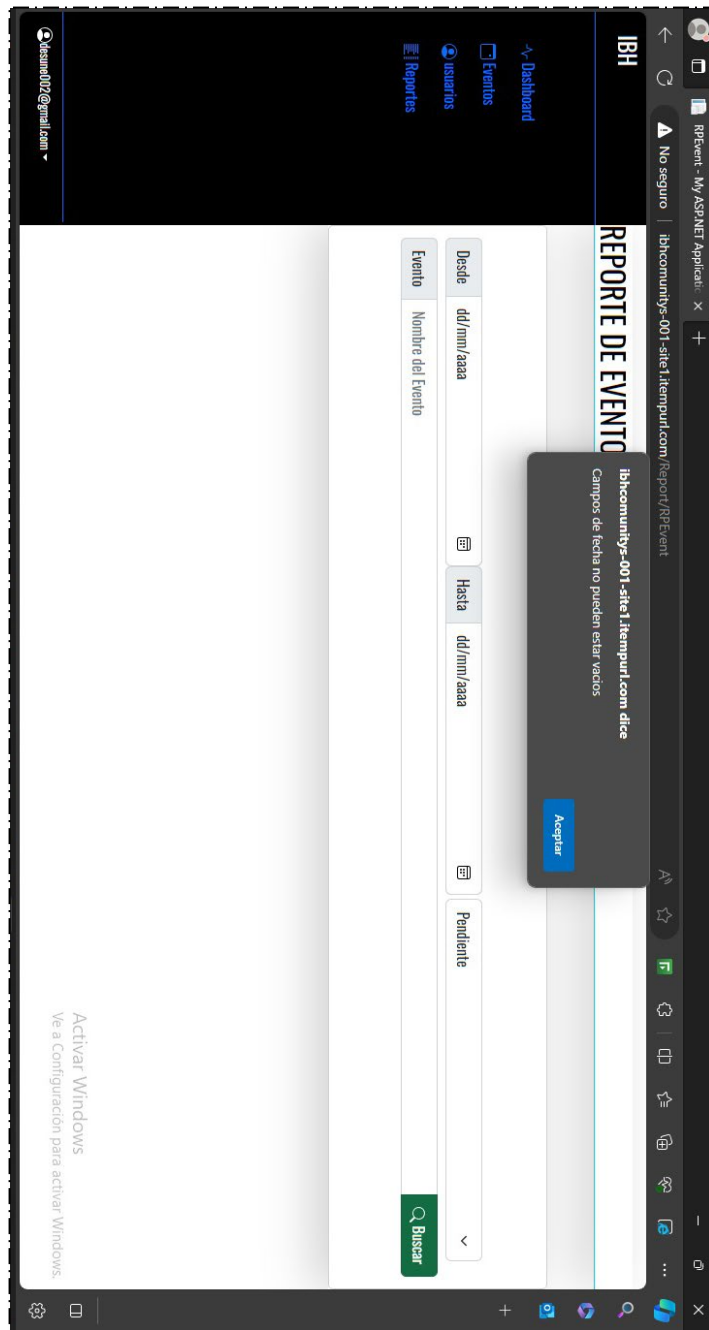 RPEvent - My ASP.NET Applicatic
No seguro | ibhcomunitys-001-site1.itempurl.com/Report/RPEvent
IBH
Dashboard
Eventos
usuarios
Reportes
desune002@gmail.com
REPORTE DE EVENTO
ibhcomunitys-001-site1.itempurl.com dice
Campos de fecha no pueden estar vacios
Aceptar
Desde dd/mm/aaaa Hasta dd/mm/aaaa Pendiente
Evento Nombre del Evento Buscar
Activar Windows
Ve a Configuración para activar Windows.